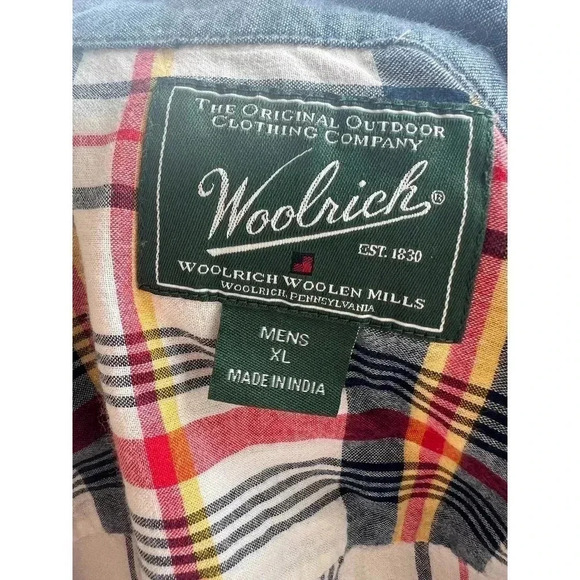 The Original Outdoor
Clothing Company
Woolrich®
Est. 1830
Woolrich Woolen Mills
Woolrich, Pennsylvania
MENS
XL
MADE IN INDIA